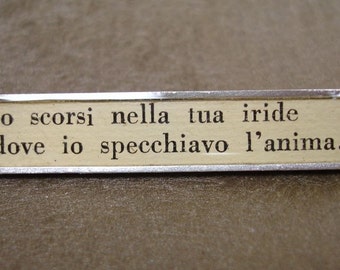 o scorsi nella tua iride
dove io specchiavo l'anima.